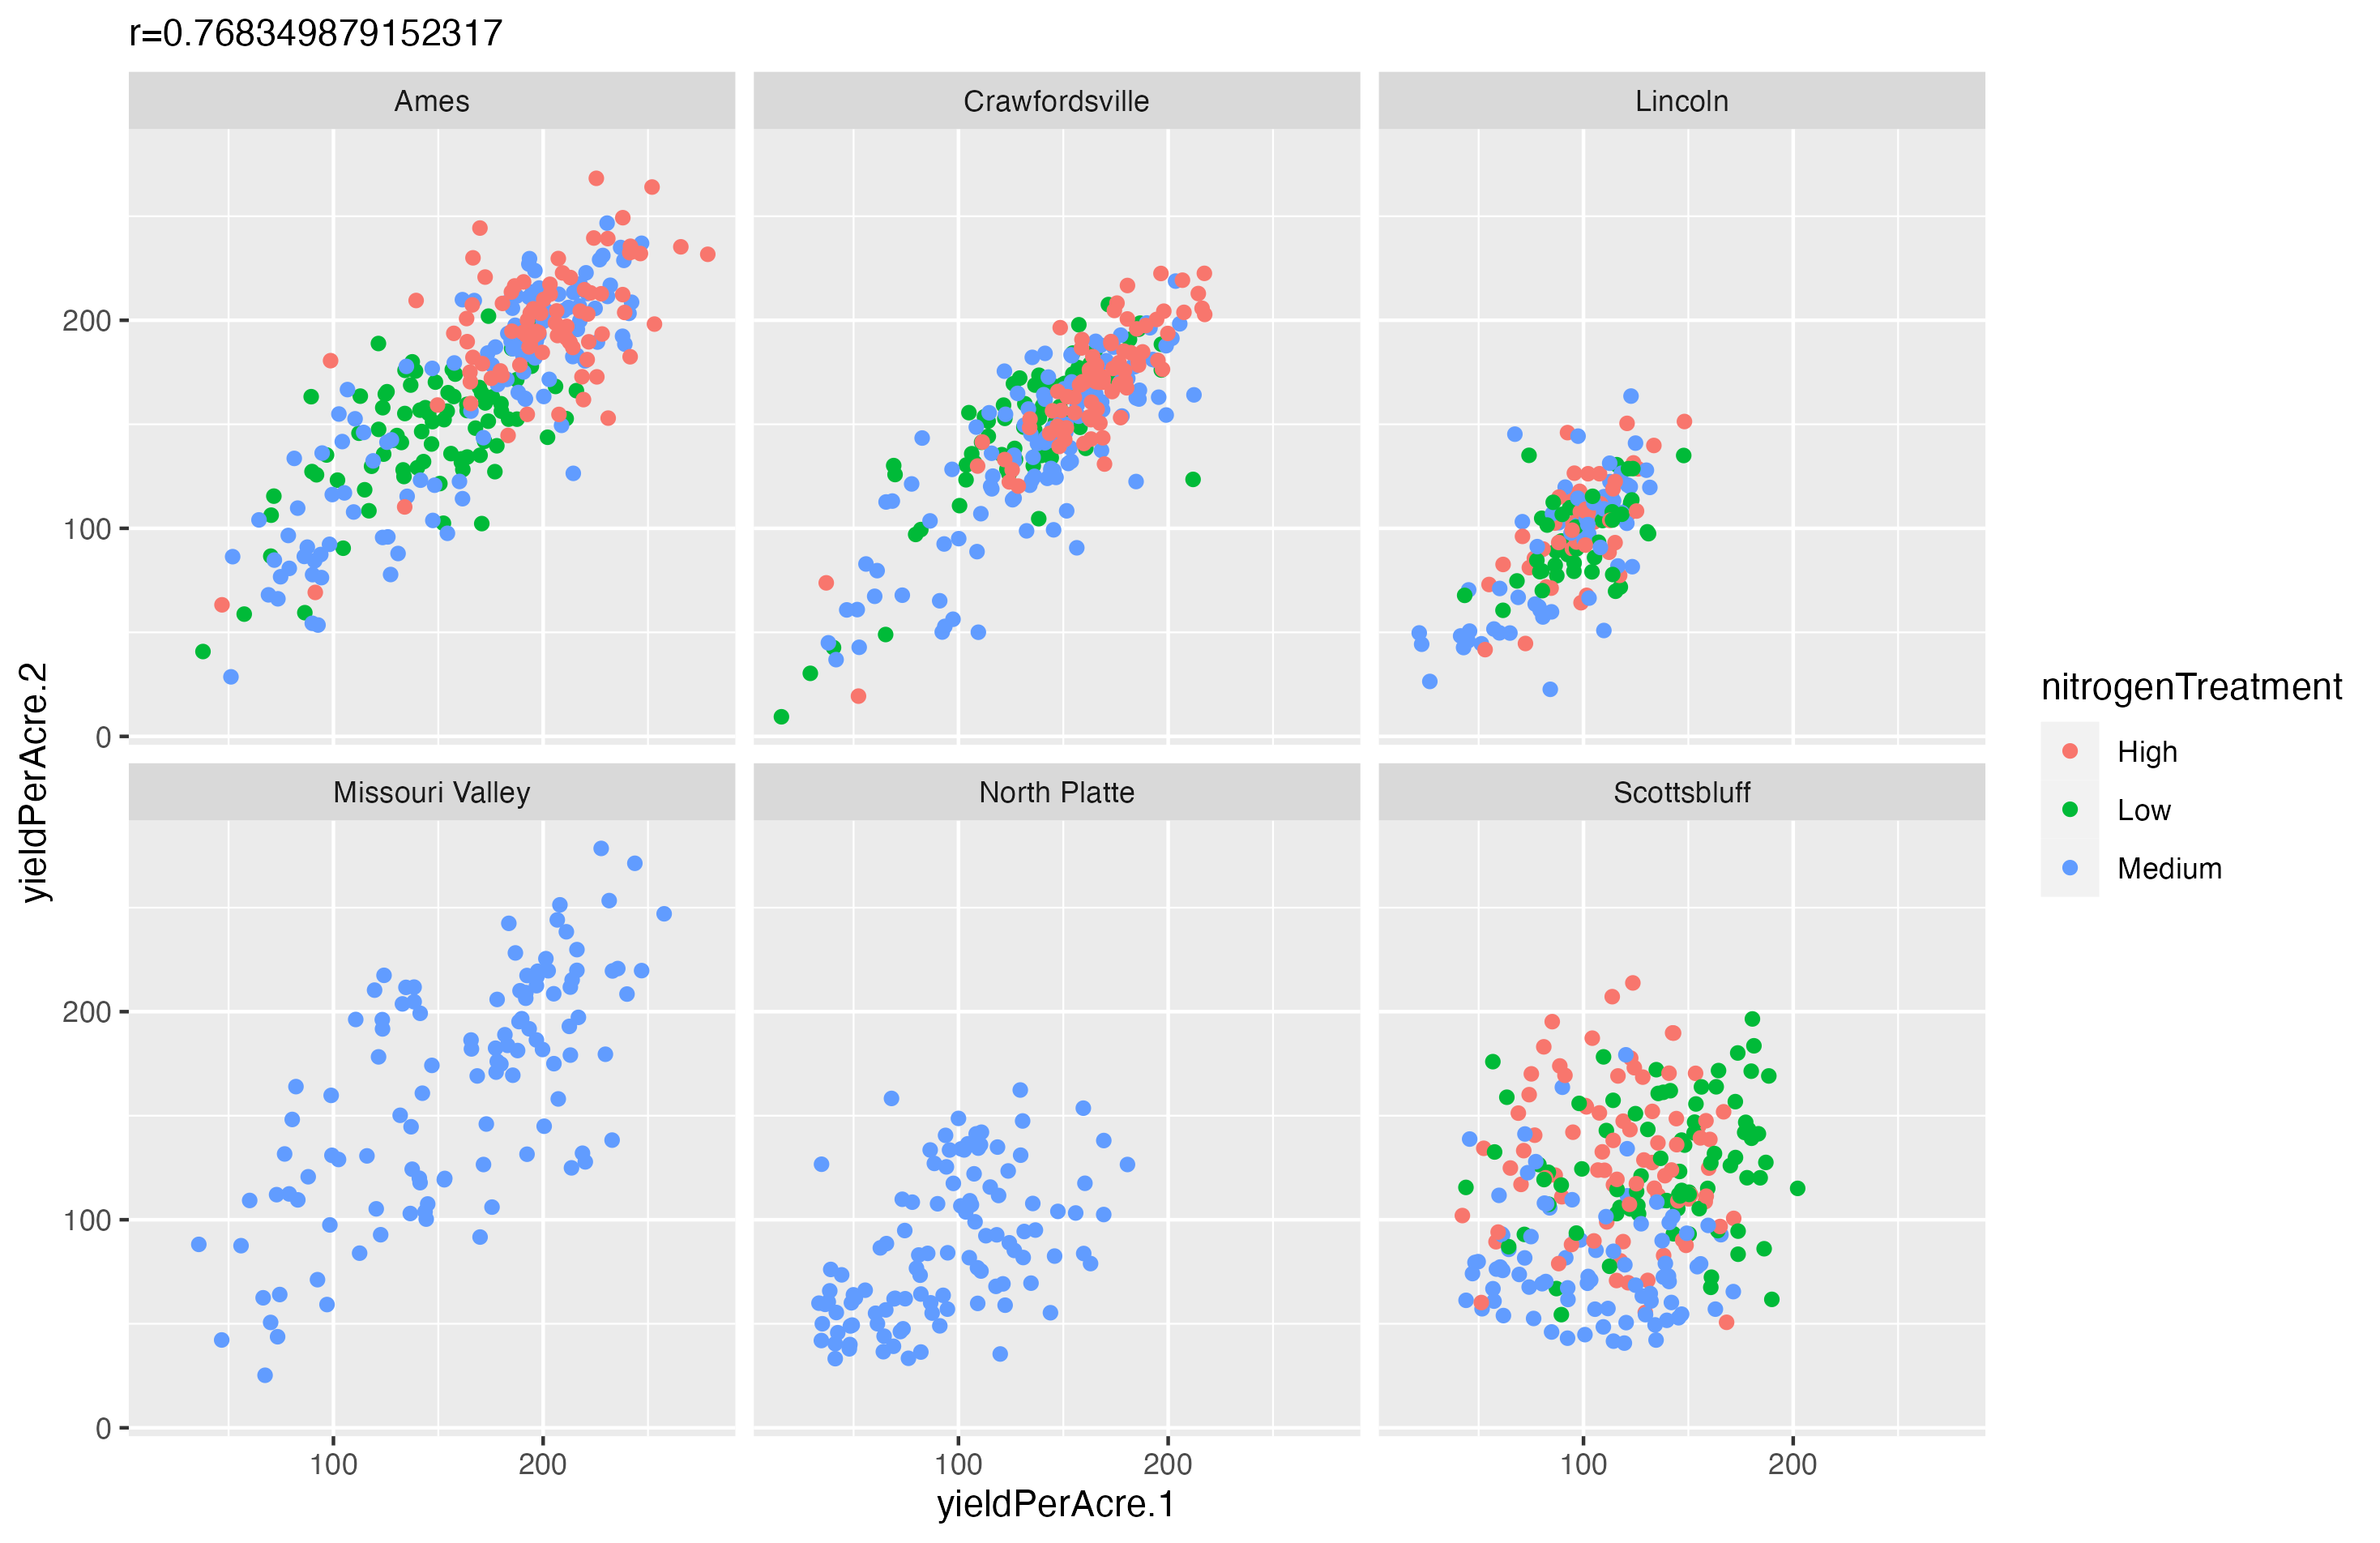 r=0.768349879152317
Ames
Crawfordsville
Lincoln
200
100
0
Missouri Valley
North Platte
Scottsbluff
200
100
0
100
200
100
200
100
200
yieldPerAcre.1
yieldPerAcre.2
nitrogenTreatment
High
Low
Medium